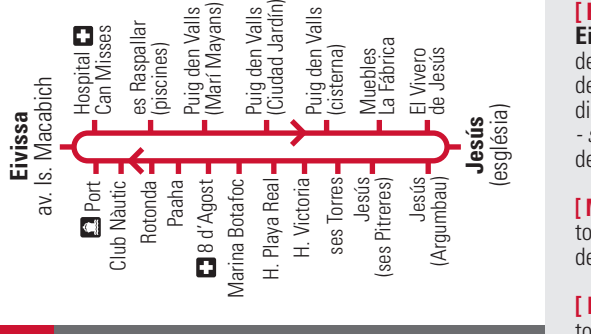 Eivissa
av. Is. Macabich
Hospital
Can Misses
es Raspallar
(piscines)
Puig den Valls
(Marí Mayans)
Puig den Valls
(Ciudad Jardín)
Puig den Valls
(cisterna)
Muebles
La Fábrica
El Vivero
de Jesús
Jesús
(església)
Port
Club Nàutic
Rotonda
Paaha
8 d'Agost
Marina Botafoc
H. Playa Real
H. Victoria
ses Torres
Jesús
(ses Pitreres)
Jesús
(Argumbau)